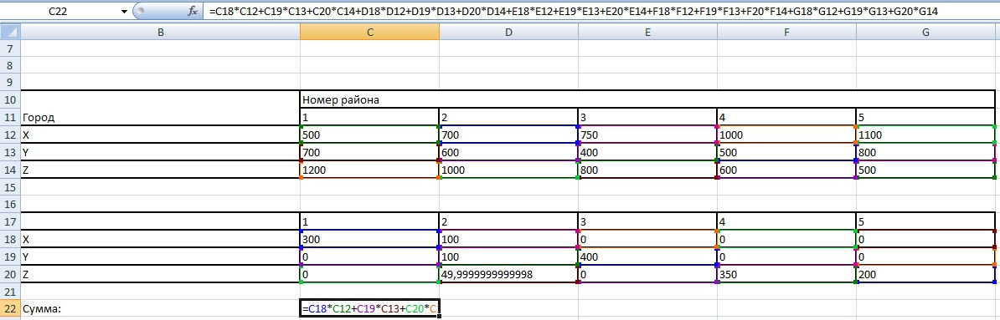 C22 fx =C18*C12+C19*C13+C20*C14+D18*D12+D19*D13+D20*D14+E18*E12+E19*E13+E20*E14+F18*F12+F19*F13+F20*F14+G18*G12+G19*G13+G20*G14
B C D E F G
7
8
9
10 Номер района
11 Город 1 2 3 4 5
12 X 500 700 750 1000 1100
13 Y 700 600 400 500 800
14 Z 1200 1000 800 600 500
15
16
17 1 2 3 4 5
18 X 300 100 0 0 0
19 Y 0 100 400 0 0
20 Z 0 49,9999999999998 0 350 200
21
22 Сумма: =C18*C12+C19*C13+C20*C